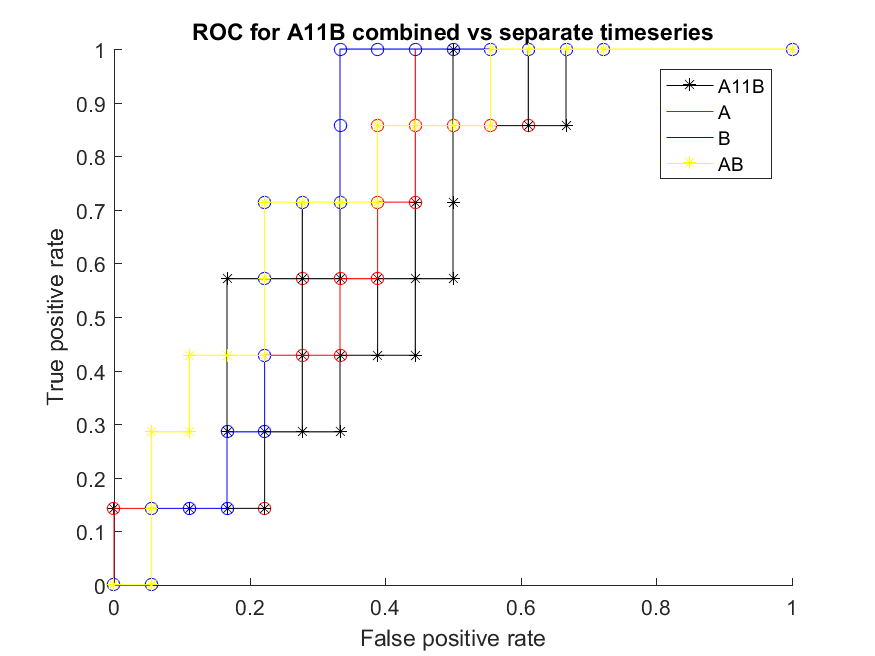 ROC for A11B combined vs separate timeseries
1
0.9
0.8
0.7
0.6
0.5
0.4
0.3
0.2
0.1
0
True positive rate
A11B
A
B
AB
0
0.2
0.4
0.6
0.8
1
False positive rate